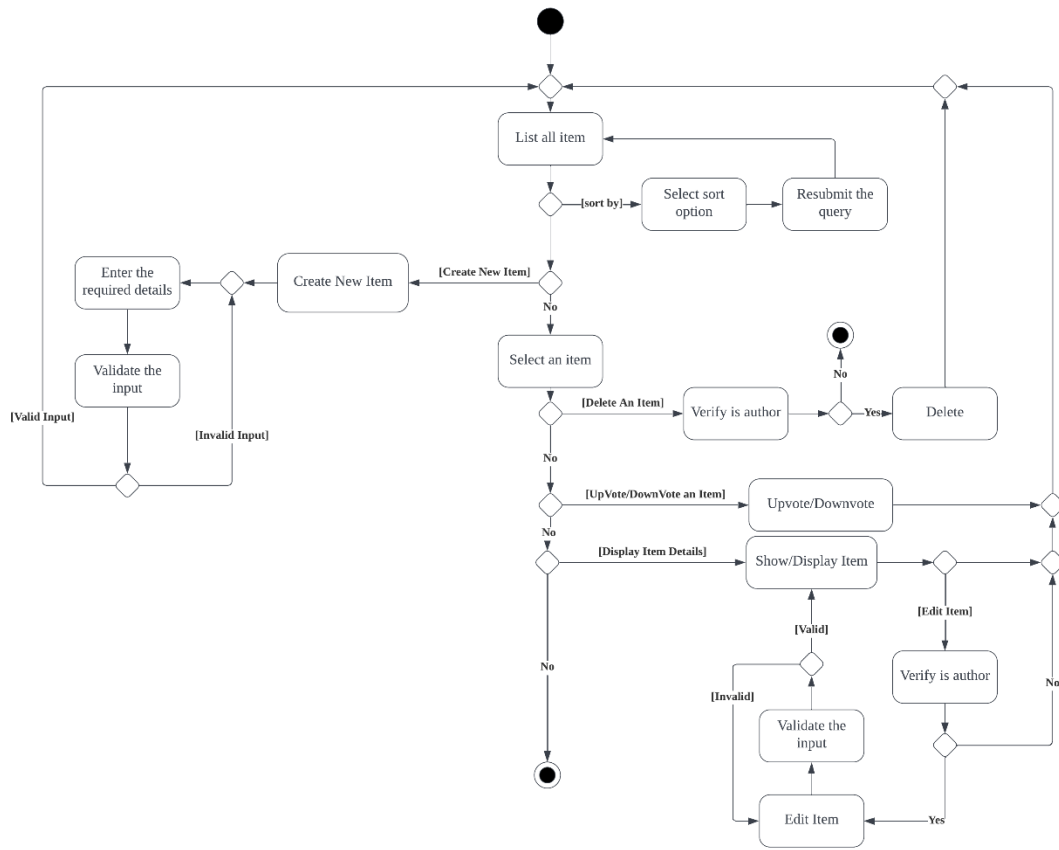 List all item
[sort by]
Select sort
option
Resubmit the
query
Enter the
required details
Create New Item
[Create New Item]
No
Select an item
Validate the
input
[Valid Input]
[Invalid Input]
[Delete An Item]
Verify is author
No
Yes
Delete
No
[UpVote/DownVote an Item]
Upvote/Downvote
No
[Display Item Details]
Show/Display Item
[Edit Item]
[Valid]
No
Verify is author
No
[Invalid]
Validate the
input
Edit Item
Yes